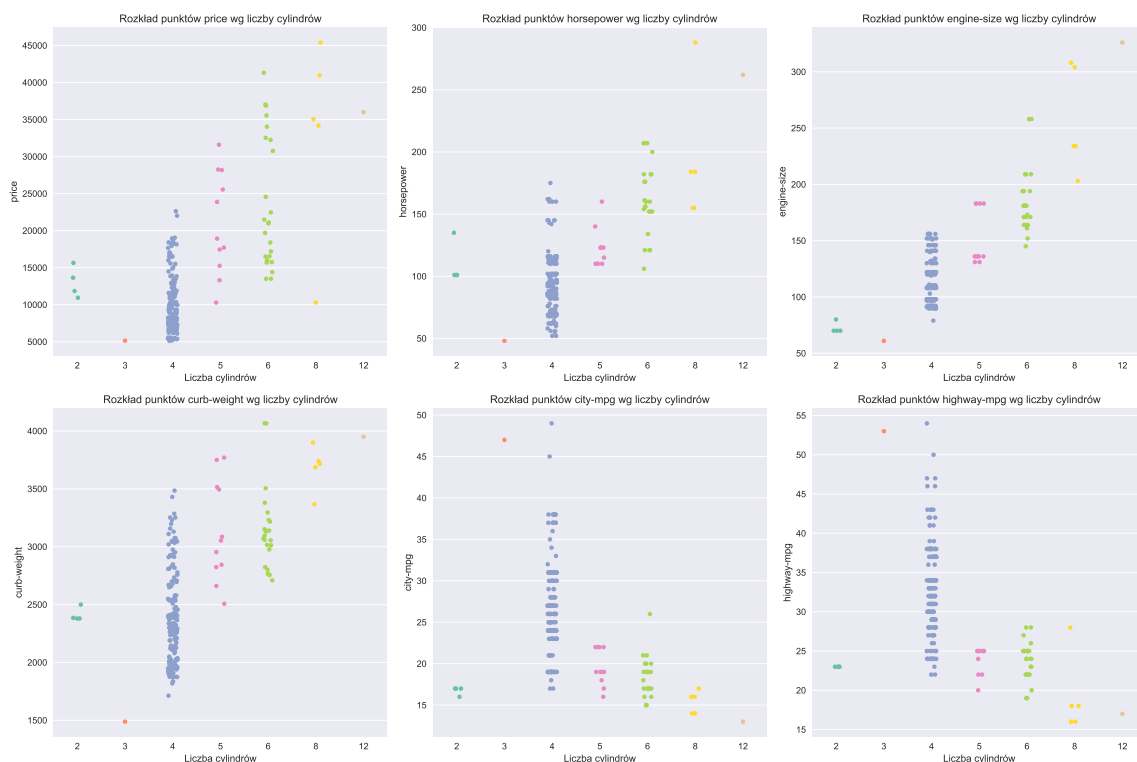 Rozkład punktów price wg liczby cylindrów
price
45000
40000
35000
30000
25000
20000
15000
10000
5000
2 3 4 5 6 8 12
Liczba cylindrów
Rozkład punktów horsepower wg liczby cylindrów
horsepower
300
250
200
150
100
50
2 3 4 5 6 8 12
Liczba cylindrów
Rozkład punktów engine-size wg liczby cylindrów
engine-size
300
250
200
150
100
50
2 3 4 5 6 8 12
Liczba cylindrów
Rozkład punktów curb-weight wg liczby cylindrów
curb-weight
4000
3500
3000
2500
2000
1500
2 3 4 5 6 8 12
Liczba cylindrów
Rozkład punktów city-mpg wg liczby cylindrów
city-mpg
50
45
40
35
30
25
20
15
2 3 4 5 6 8 12
Liczba cylindrów
Rozkład punktów highway-mpg wg liczby cylindrów
highway-mpg
55
50
45
40
35
30
25
20
15
2 3 4 5 6 8 12
Liczba cylindrów